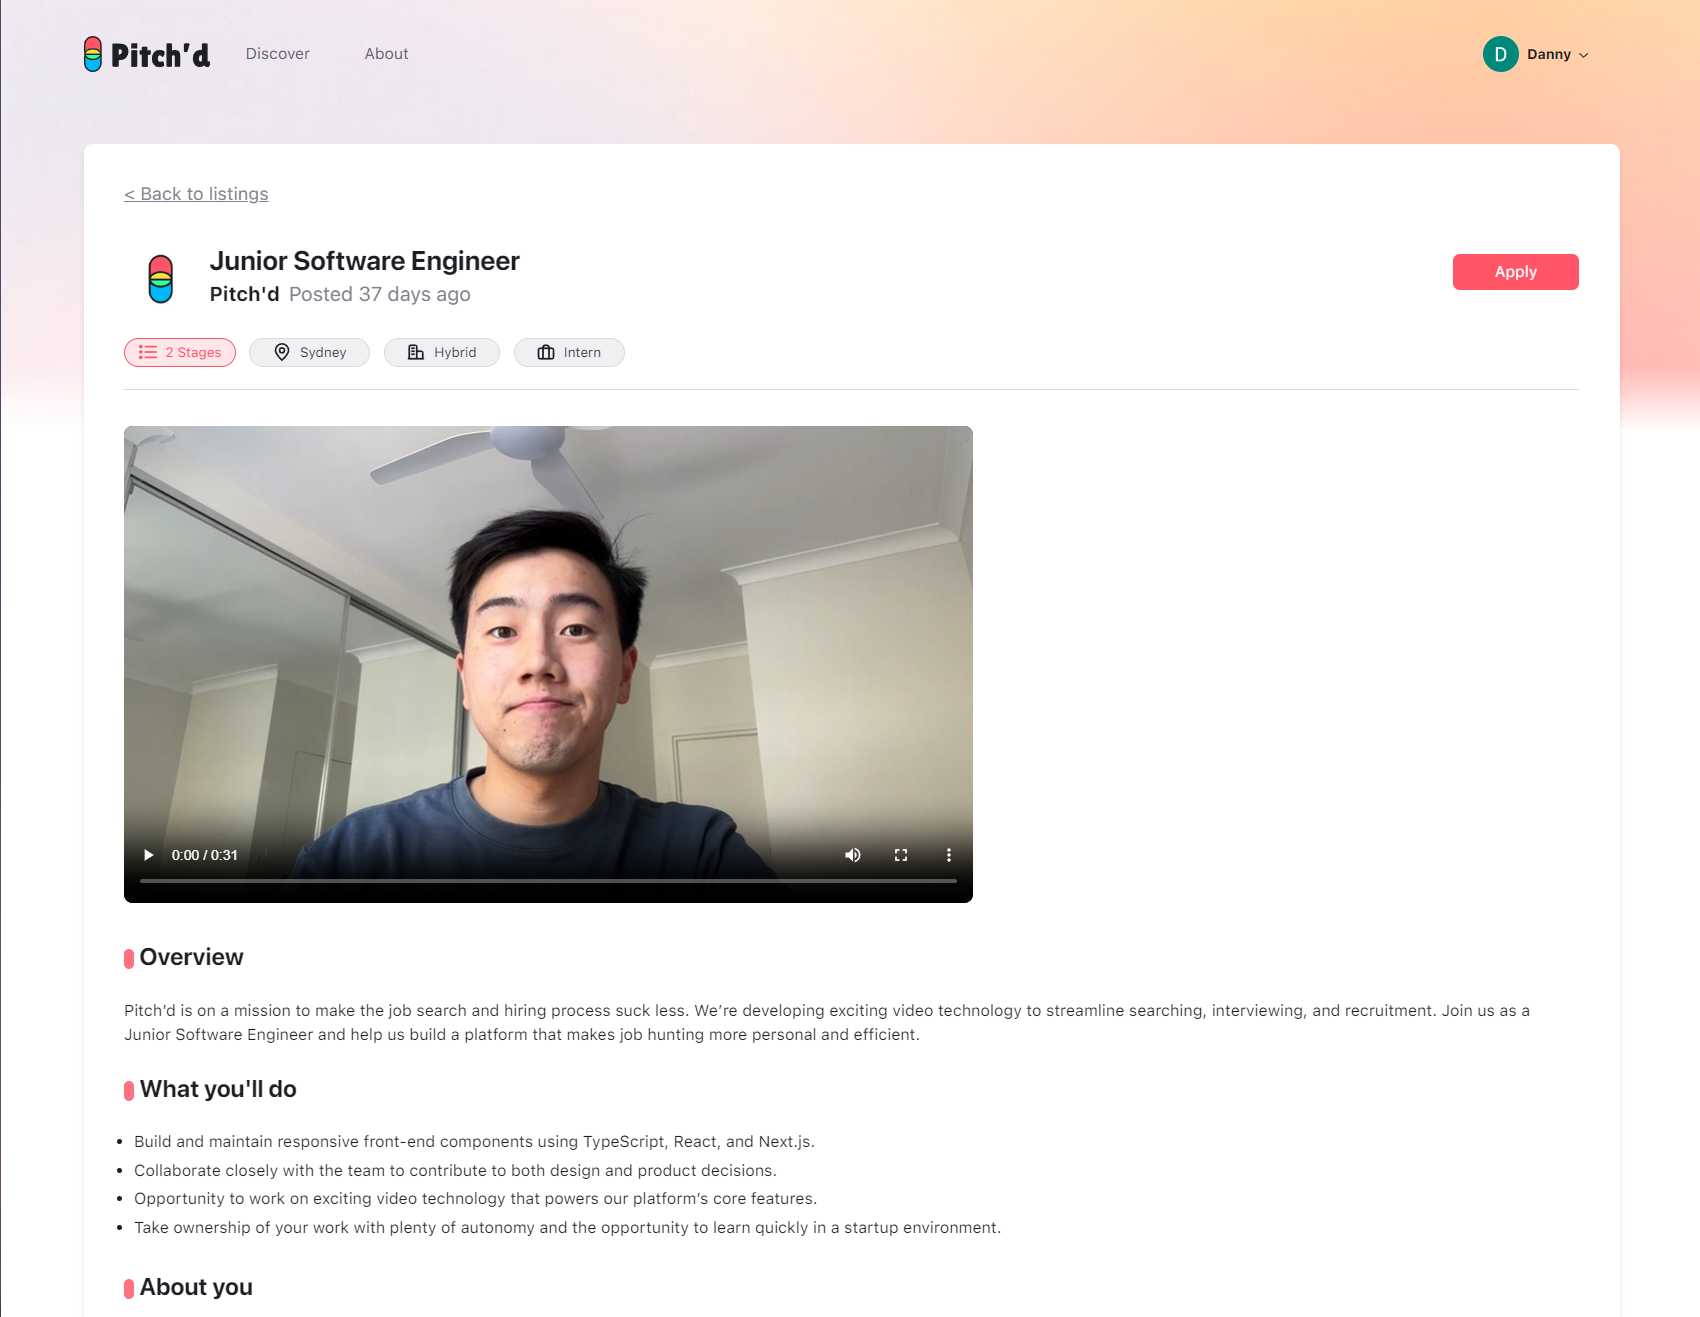 Pitch'd Discover About Danny
< Back to listings
Junior Software Engineer
Apply
Pitch'd Posted 37 days ago
2 Stages Sydney Hybrid Intern
0:00 / 0:31
Overview
Pitch’d is on a mission to make the job search and hiring process suck less. We’re developing exciting video technology to streamline searching, interviewing, and recruitment. Join us as a
Junior Software Engineer and help us build a platform that makes job hunting more personal and efficient.
What you'll do
• Build and maintain responsive front-end components using TypeScript, React, and Next.js.
• Collaborate closely with the team to contribute to both design and product decisions.
• Opportunity to work on exciting video technology that powers our platform’s core features.
• Take ownership of your work with plenty of autonomy and the opportunity to learn quickly in a startup environment.
About you